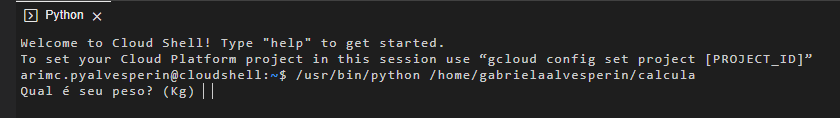 Python
Welcome to Cloud Shell! Type "help" to get started.
To set your Cloud Platform project in this session use “gcloud config set project [PROJECT_ID]”
arimc.pyalvesperin@cloudshell:~$ /usr/bin/python /home/gabrielaalvesperin/calcula
Qual é seu peso? (Kg)